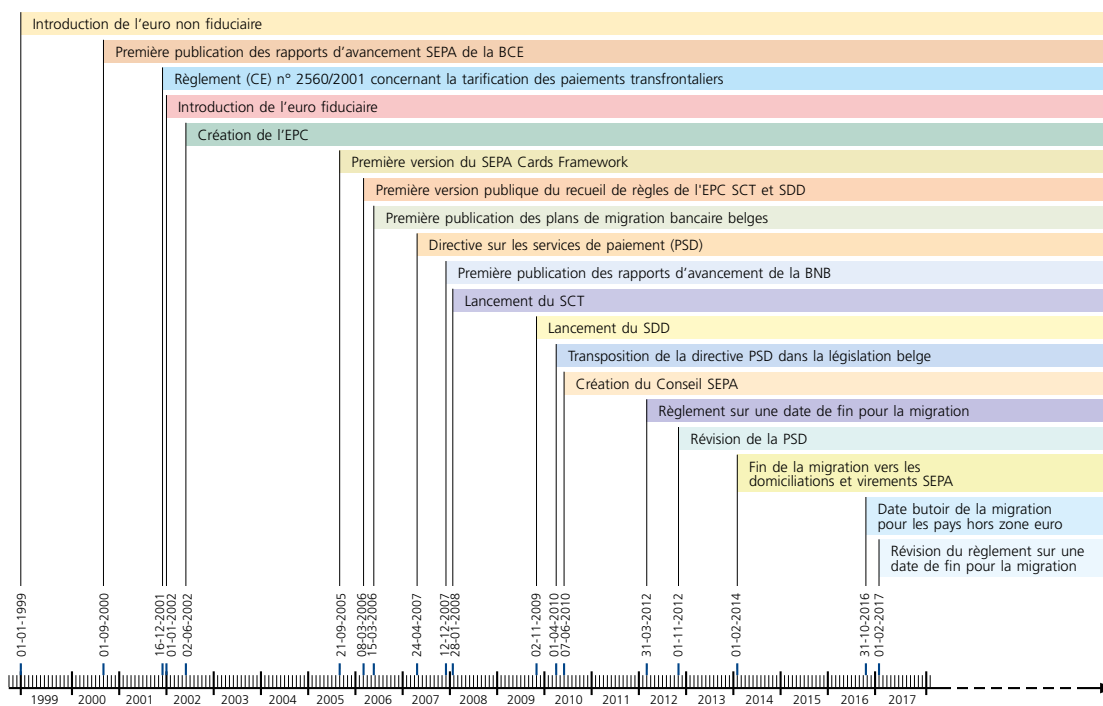 Introduction de l'euro non fiduciaire
Première publication des rapports d'avancement SEPA de la BCE
Règlement (CE) n° 2560/2001 concernant la tarification des paiements transfrontaliers
Introduction de l'euro fiduciaire
Création de l'EPC
Première version du SEPA Cards Framework
Première version publique du recueil de règles de l'EPC SCT et SDD
Première publication des plans de migration bancaire belges
Directive sur les services de paiement (PSD)
Première publication des rapports d'avancement de la BNB
Lancement du SCT
Lancement du SDD
Transposition de la directive PSD dans la législation belge
Création du Conseil SEPA
Règlement sur une date de fin pour la migration
Révision de la PSD
Fin de la migration vers les
domiciliations et virements SEPA
Date butoir de la migration
pour les pays hors zone euro
Révision du règlement sur une
date de fin pour la migration
01-01-1999
01-09-2000
16-12-2001
01-01-2002
02-06-2002
21-09-2005
08-03-2006
15-03-2006
24-04-2007
12-12-2007
28-01-2008
02-11-2009
01-04-2010
07-06-2010
31-03-2012
01-11-2012
01-02-2014
31-10-2016
01-02-2017
1999 2000 2001 2002 2003 2004 2005 2006 2007 2008 2009 2010 2011 2012 2013 2014 2015 2016 2017